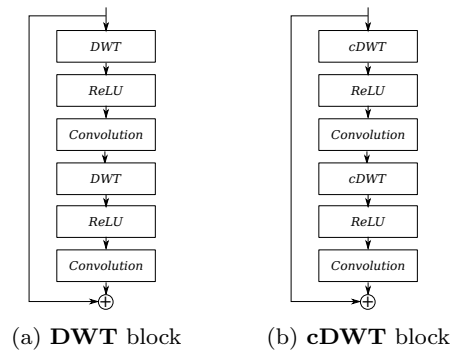 DWT
ReLU
Convolution
DWT
ReLU
Convolution
(a) DWT block
cDWT
ReLU
Convolution
cDWT
ReLU
Convolution
(b) cDWT block